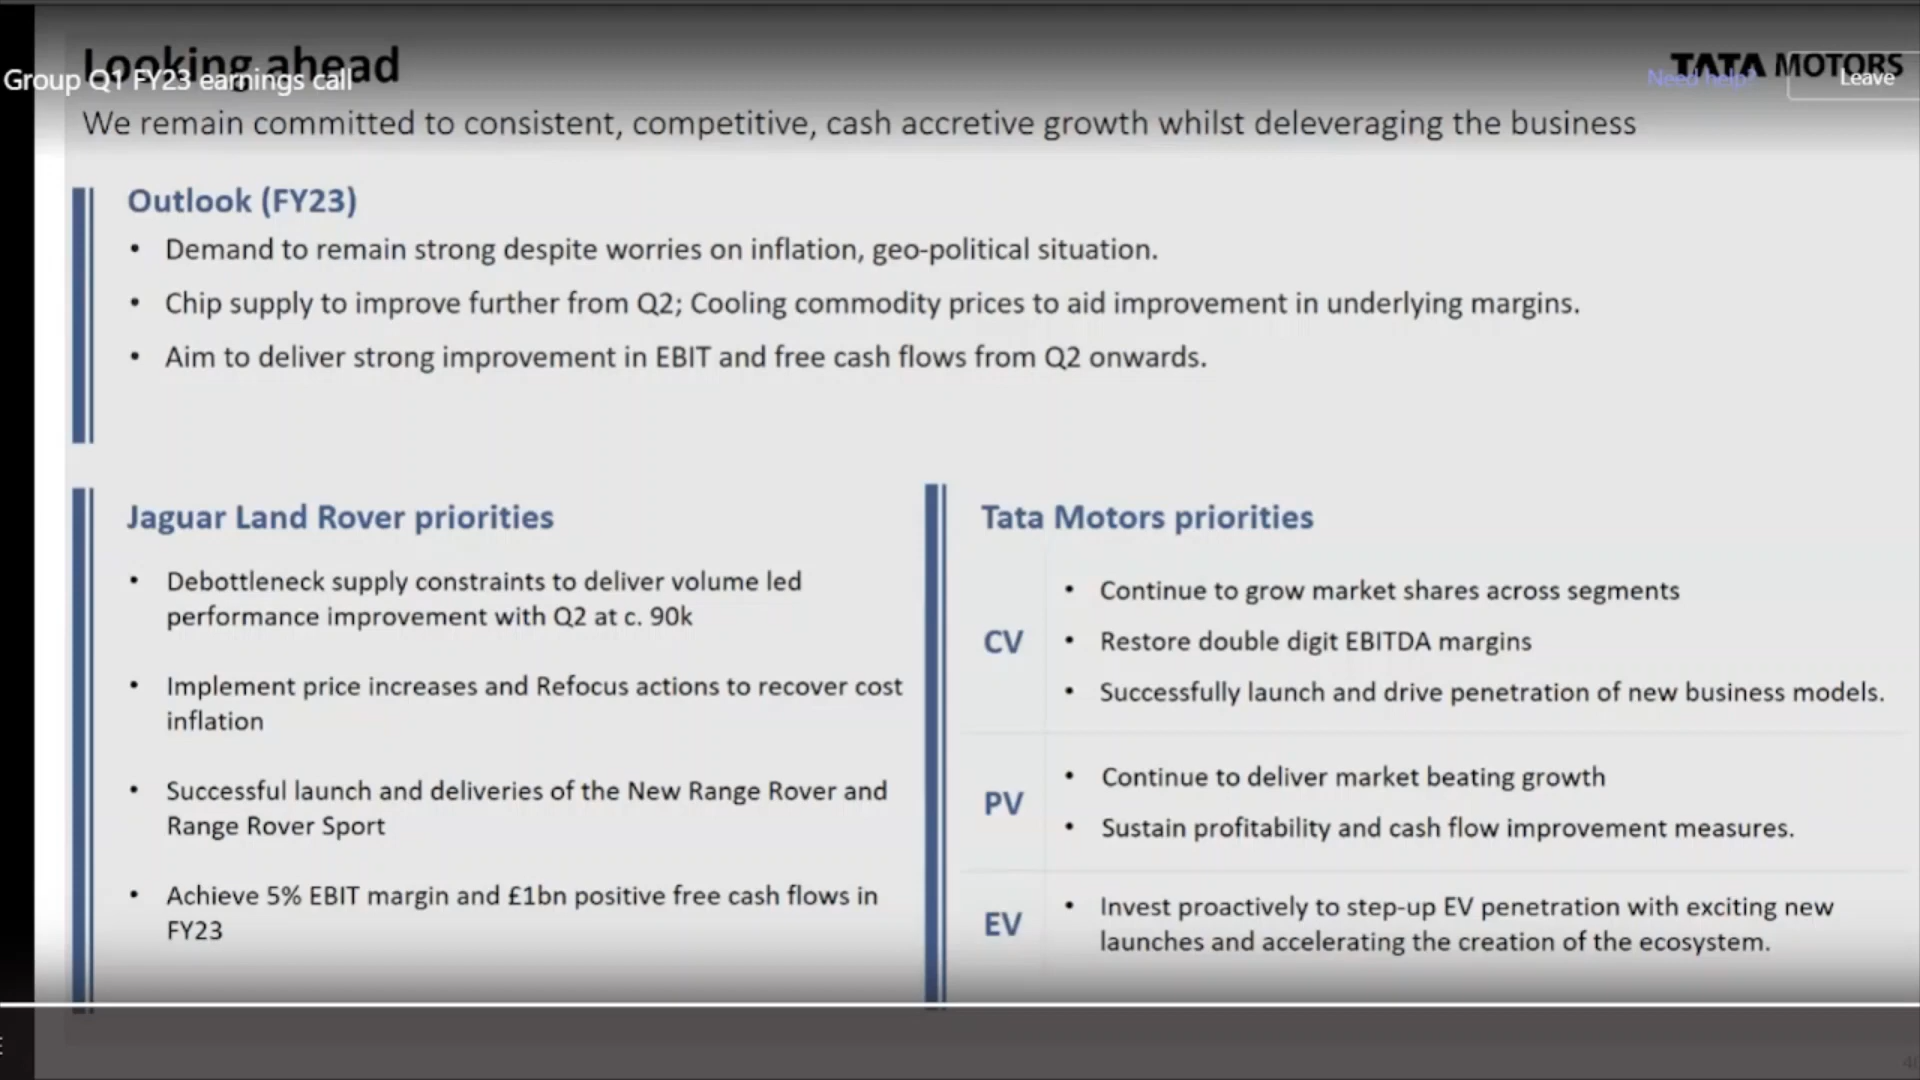 Looking ahead
TATA MOTORS
Group Q1 FY23 earnings call
Need help?
Leave
We remain committed to consistent, competitive, cash accretive growth whilst deleveraging the business
Outlook (FY23)
• Demand to remain strong despite worries on inflation, geo-political situation.
• Chip supply to improve further from Q2; Cooling commodity prices to aid improvement in underlying margins.
• Aim to deliver strong improvement in EBIT and free cash flows from Q2 onwards.
Jaguar Land Rover priorities
• Debottleneck supply constraints to deliver volume led
performance improvement with Q2 at c. 90k
• Implement price increases and Refocus actions to recover cost
inflation
• Successful launch and deliveries of the New Range Rover and
Range Rover Sport
• Achieve 5% EBIT margin and £1bn positive free cash flows in
FY23
Tata Motors priorities
CV
• Continue to grow market shares across segments
• Restore double digit EBITDA margins
• Successfully launch and drive penetration of new business models.
PV
• Continue to deliver market beating growth
• Sustain profitability and cash flow improvement measures.
EV
• Invest proactively to step-up EV penetration with exciting new
launches and accelerating the creation of the ecosystem.